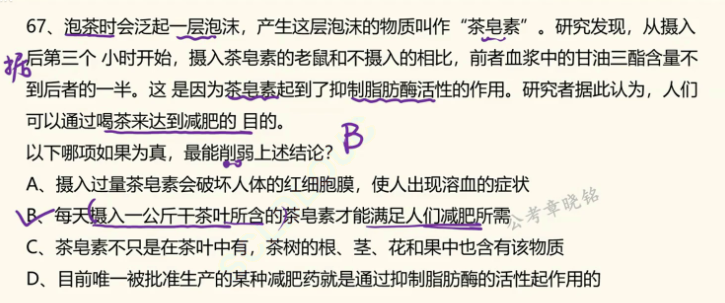 67、泡茶时会泛起一层泡沫，产生这层泡沫的物质叫作“茶皂素”。研究发现，从摄入
后第三个 小时开始，摄入茶皂素的老鼠和不摄入的相比，前者血浆中的甘油三酯含量不
据
到后者的一半。这 是因为茶皂素起到了抑制脂肪酶活性的作用。研究者据此认为，人们
可以通过喝茶来达到减肥的 目的。
B
以下哪项如果为真，最能削弱上述结论？
A、摄入过量茶皂素会破坏人体的红细胞膜，使人出现溶血的症状
B、每天摄入一公斤干茶叶所含的茶皂素才能满足人们减肥所需
公考章晓铭
C、茶皂素不只是在茶叶中有，茶树的根、茎、花和果中也含有该物质
D、目前唯一被批准生产的某种减肥药就是通过抑制脂肪酶的活性起作用的